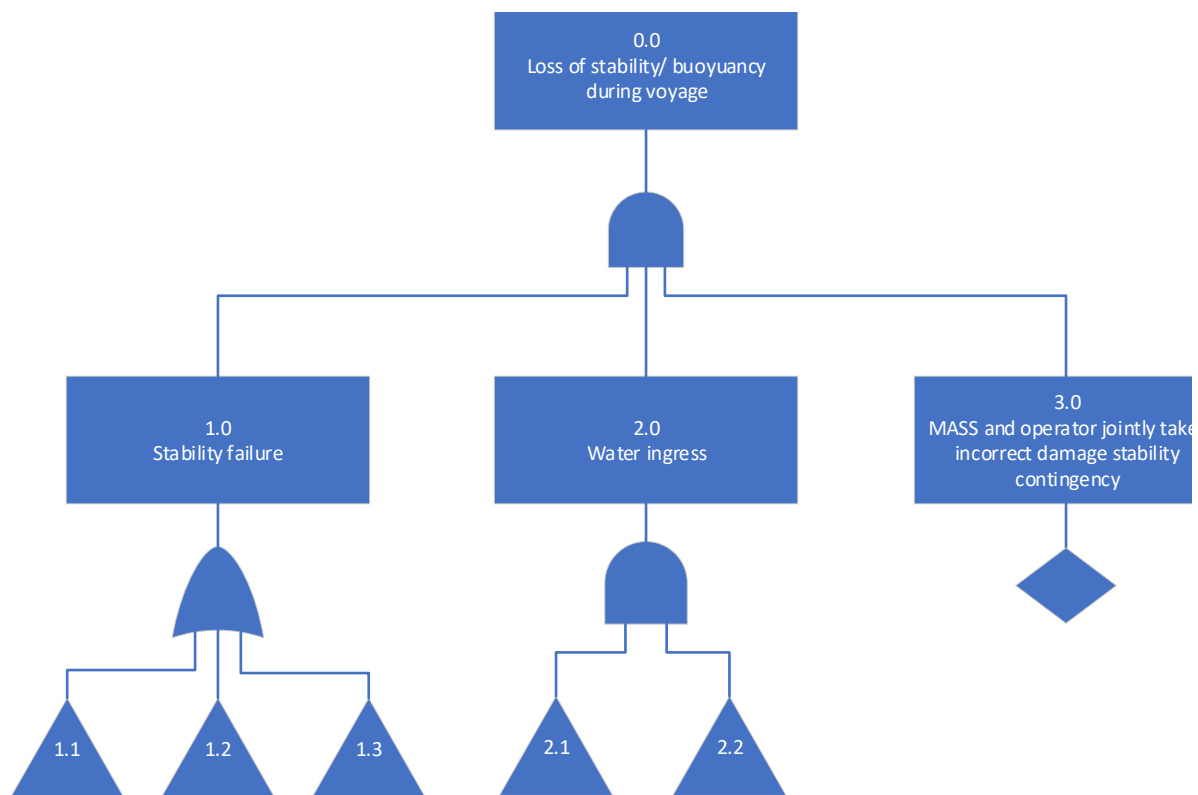 0.0
Loss of stability/ buoyuancy
during voyage
1.0
Stability failure
2.0
Water ingress
3.0
MASS and operator jointly take
incorrect damage stability
contingency
1.1
1.2
1.3
2.1
2.2